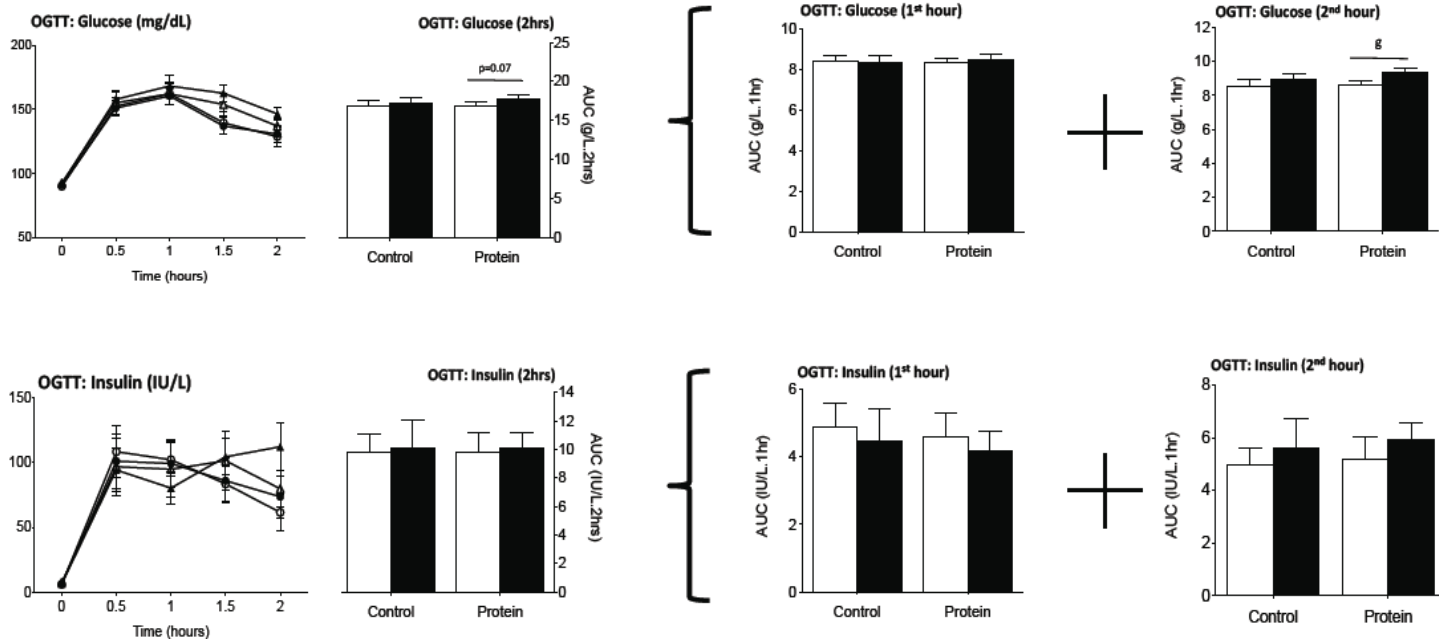 OGTT: Glucose (mg/dL)
200
150
100
50
0
0.5
1
1.5
2
Time (hours)
OGTT: Glucose (2hrs)
p=0.07
25
20
15
10
5
0
AUC (g/L.2hrs)
Control
Protein
OGTT: Glucose (1st hour)
10
8
6
4
2
0
AUC (g/L.1hr)
Control
Protein
OGTT: Glucose (2nd hour)
g
12
10
8
6
4
2
0
AUC (g/L.1hr)
Control
Protein
OGTT: Insulin (IU/L)
150
100
50
0
0
0.5
1
1.5
2
Time (hours)
OGTT: Insulin (2hrs)
14
12
10
8
6
4
2
0
AUC (IU/L.2hrs)
Control
Protein
OGTT: Insulin (1st hour)
6
4
2
0
AUC (IU/L.1hr)
Control
Protein
OGTT: Insulin (2nd hour)
8
6
4
2
0
AUC (IU/L.1hr)
Control
Protein